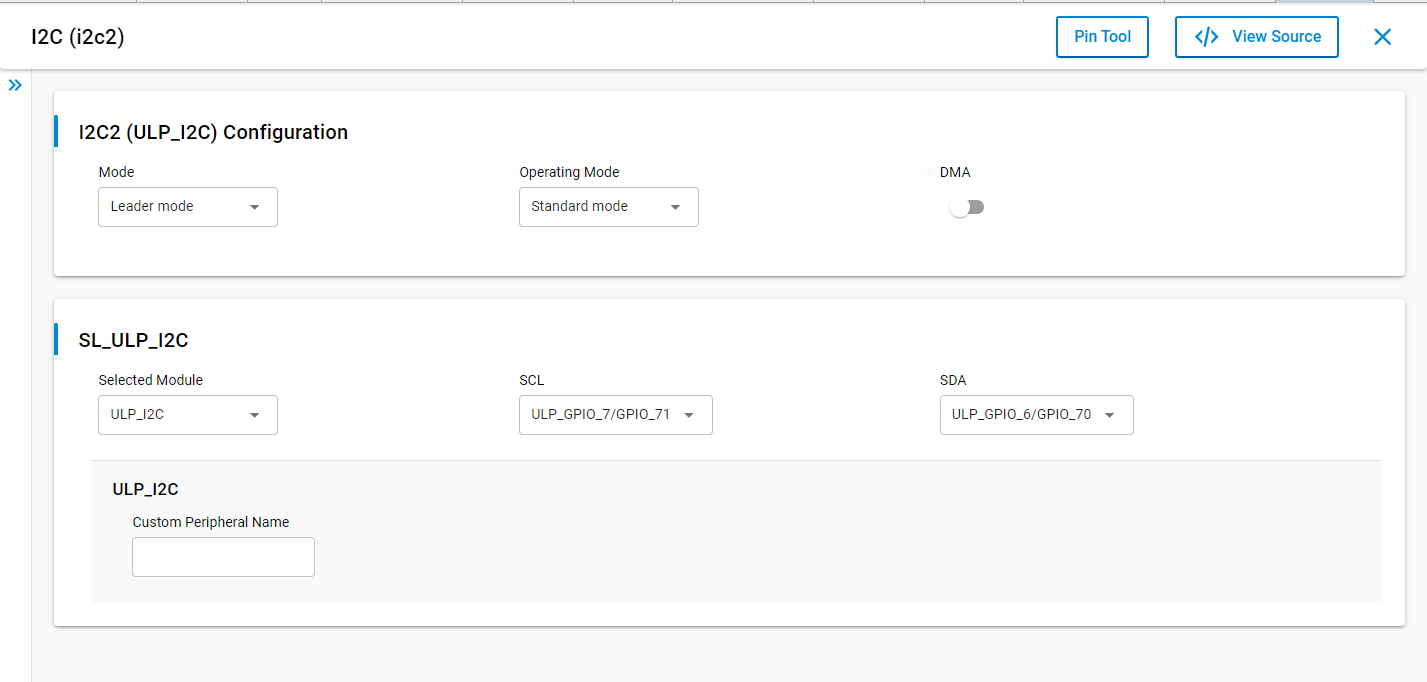 I2C (i2c2)
Pin Tool
</> View Source
I2C2 (ULP_I2C) Configuration
Mode
Operating Mode
DMA
Leader mode
Standard mode
SL_ULP_I2C
Selected Module
SCL
SDA
ULP_I2C
ULP_GPIO_7/GPIO_71
ULP_GPIO_6/GPIO_70
ULP_I2C
Custom Peripheral Name